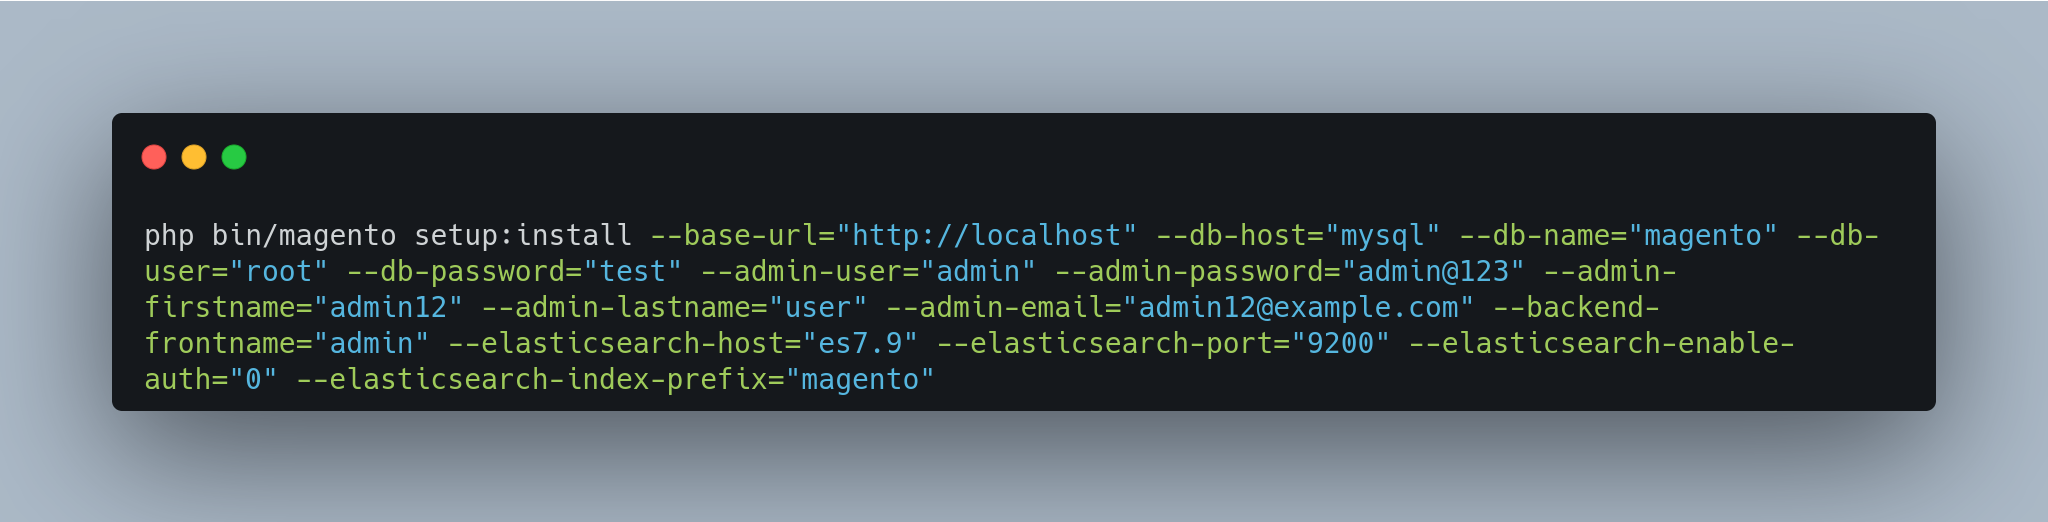 php bin/magento setup:install --base-url="http://localhost" --db-host="mysql" --db-name="magento" --db-
user="root" --db-password="test" --admin-user="admin" --admin-password="admin@123" --admin-
firstname="admin12" --admin-lastname="user" --admin-email="admin12@example.com" --backend-
frontname="admin" --elasticsearch-host="es7.9" --elasticsearch-port="9200" --elasticsearch-enable-
auth="0" --elasticsearch-index-prefix="magento"